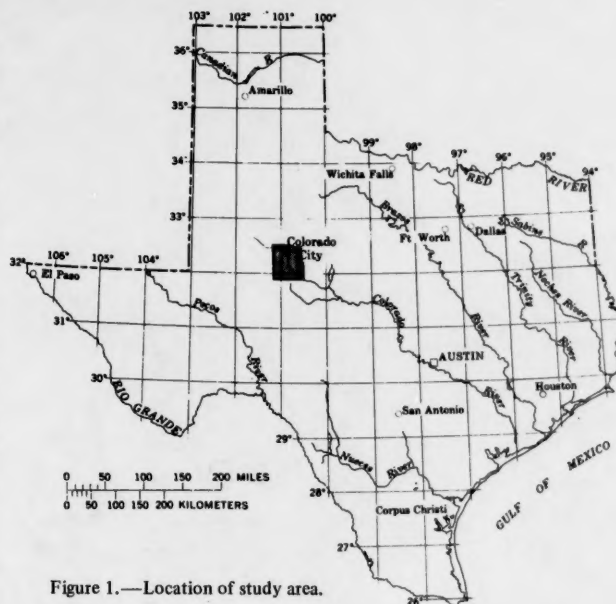 103° 102° 101° 100°
36°
Canadian R
Amarillo
35°
34°
99° 98° 97° 96° 95° 94°
Wichita Falls
RED RIVER
33°
Brazos
Ft Worth
Dallas
Sabine R
Colorado City
32°
106° 105° 104°
El Paso
Trinity
Neches River
Pecos
31°
Colorado
River
River
AUSTIN
River
30°
River
Houston
RIO GRANDE
San Antonio
29°
Nueces River
GULF OF MEXICO
0 50 100 150 200 MILES
0 50 100 150 200 KILOMETERS
28°
Corpus Christi
27°
26°
Figure 1.—Location of study area.